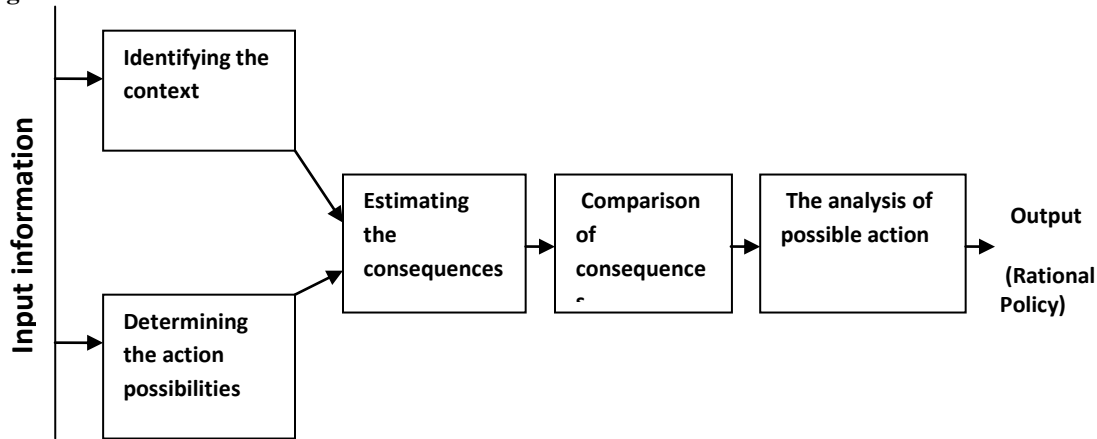 g
Input information
Identifying the
context
Determining
the action
possibilities
Estimating
the
consequences
Comparison
of
consequence
s
The analysis of
possible action
Output
(Rational
Policy)